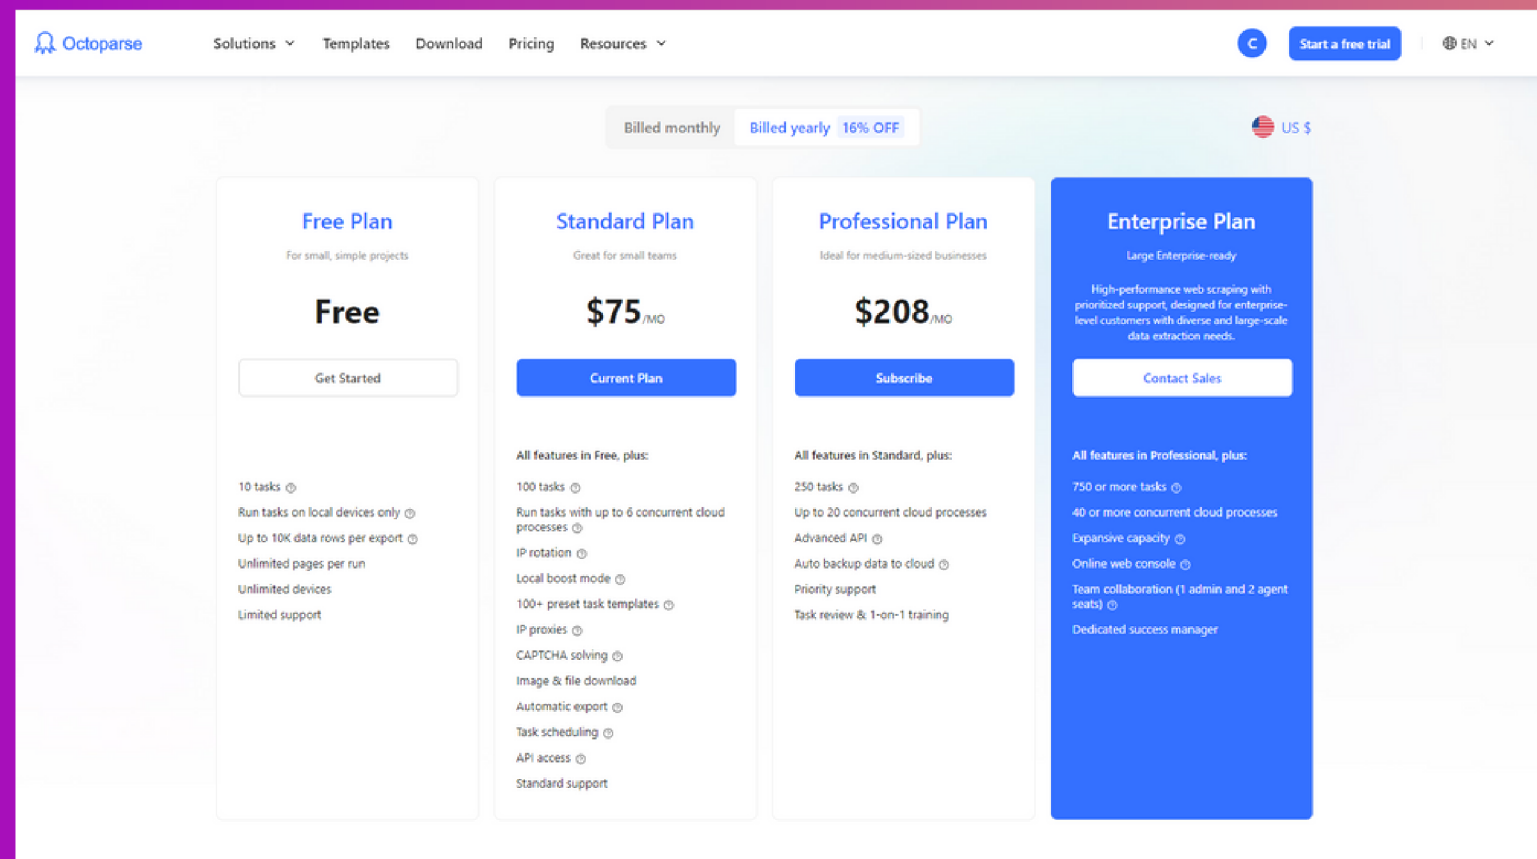 Octoparse
Solutions
Templates
Download
Pricing
Resources
C
Start a free trial
EN
Billed monthly
Billed yearly 16% OFF
US $
Free Plan
For small, simple projects
Free
Get Started
10 tasks
Run tasks on local devices only
Up to 10K data rows per export
Unlimited pages per run
Unlimited devices
Limited support
Standard Plan
Great for small teams
$75/MO
Current Plan
All features in Free, plus:
100 tasks
Run tasks with up to 6 concurrent cloud
processes
IP rotation
Local boost mode
100+ preset task templates
IP proxies
CAPTCHA solving
Image & file download
Automatic export
Task scheduling
API access
Standard support
Professional Plan
Ideal for medium-sized businesses
$208/MO
Subscribe
All features in Standard, plus:
250 tasks
Up to 20 concurrent cloud processes
Advanced API
Auto backup data to cloud
Priority support
Task review & 1-on-1 training
Enterprise Plan
Large Enterprise-ready
High-performance web scraping with
prioritized support, designed for enterprise-
level customers with diverse and large-scale
data extraction needs.
Contact Sales
All features in Professional, plus:
750 or more tasks
40 or more concurrent cloud processes
Expansive capacity
Online web console
Team collaboration (1 admin and 2 agent
seats)
Dedicated success manager